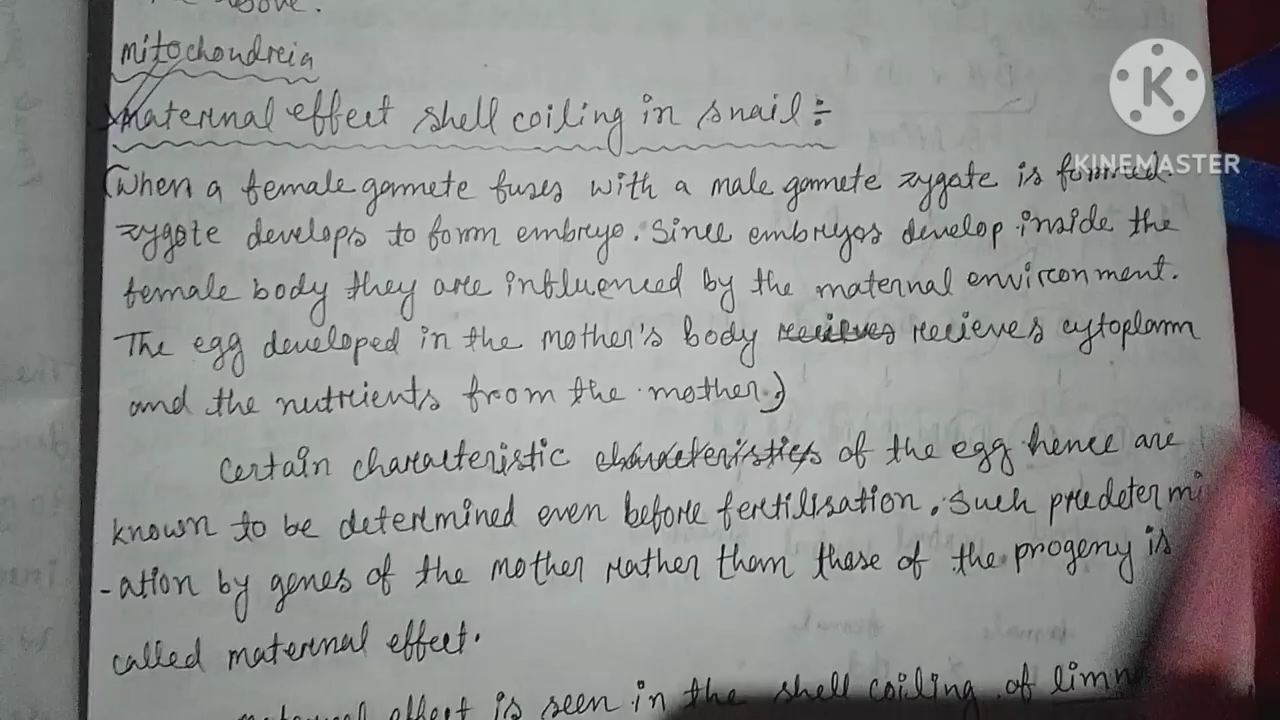 above.
mitochondria
Maternal effect shell coiling in snail :-
(When a female gamete fuses with a male gamete zygate is formed.
zygote develops to form embryo. Since embryos develop inside the
female body they are influenced by the maternal environment.
The egg developed in the mother's body recieves recieves cytoplasm
and the nutrients from the mother.)
Certain characteristic characteristics of the egg hence are
known to be determined even before fertilisation. Such predetermi
-ation by genes of the mother rather than those of the progeny is
called maternal effect.
maternal effect is seen in the shell coiling of limn
K
KINEMASTER